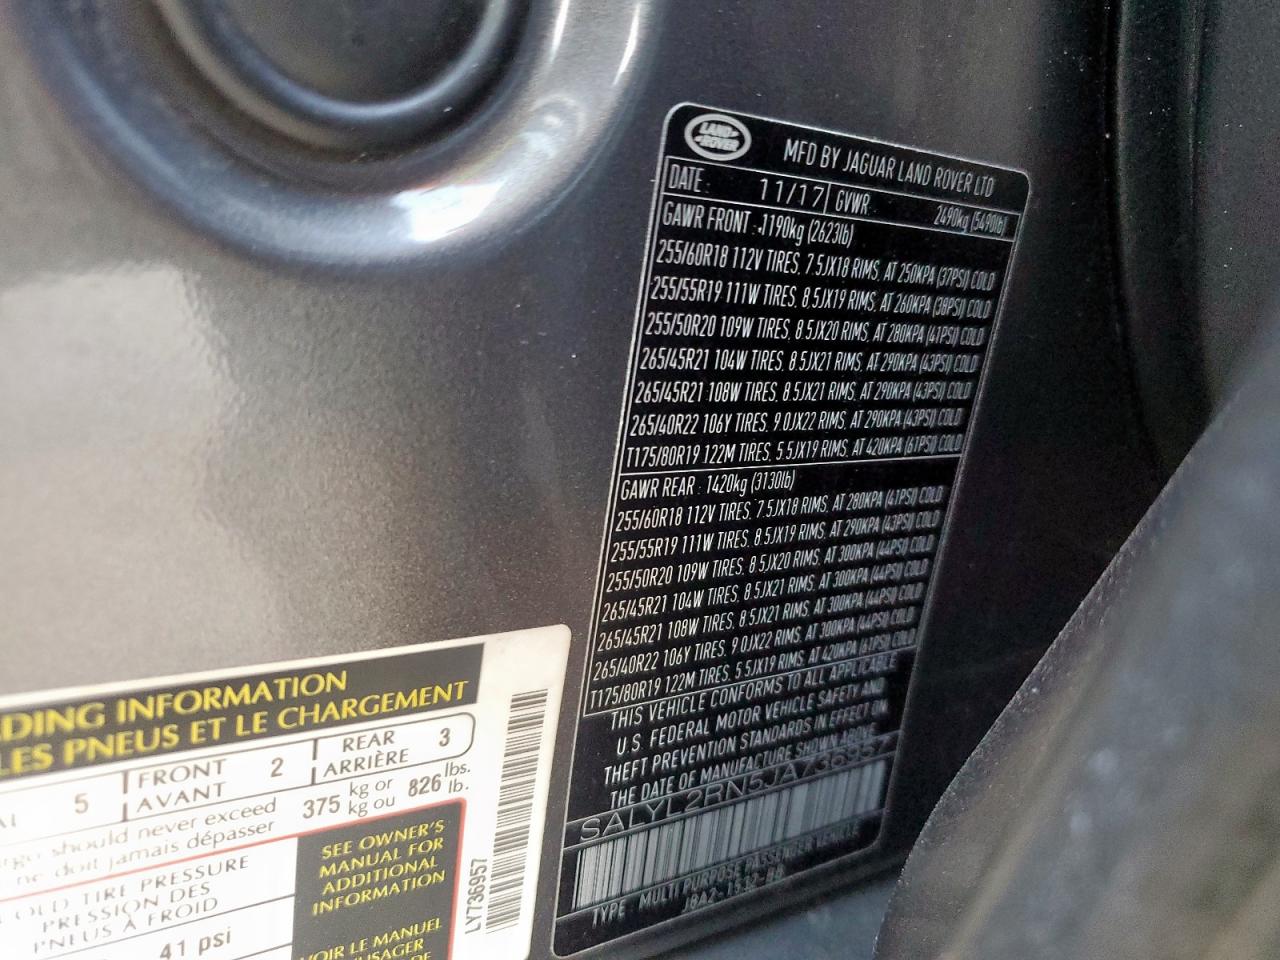 LAND ROVER
MFD BY JAGUAR LAND ROVER LTD
DATE: 11/17 GVWR: 2490kg (5490lb)
GAWR FRONT : 1190kg (2623lb)
255/60R18 112V TIRES, 7.5JX18 RIMS, AT 250KPA (37PSI) COLD
255/55R19 111W TIRES, 8.5JX19 RIMS, AT 260KPA (38PSI) COLD
255/50R20 109W TIRES, 8.5JX20 RIMS, AT 280KPA (41PSI) COLD
265/45R21 104W TIRES, 8.5JX21 RIMS, AT 290KPA (43PSI) COLD
265/45R21 108W TIRES, 8.5JX21 RIMS, AT 290KPA (43PSI) COLD
265/40R22 106Y TIRES, 9.0JX22 RIMS, AT 290KPA (43PSI) COLD
T175/80R19 122M TIRES, 5.5JX19 RIMS, AT 420KPA (61PSI) COLD
GAWR REAR : 1420kg (3130lb)
255/60R18 112V TIRES, 7.5JX18 RIMS, AT 280KPA (41PSI) COLD
255/55R19 111W TIRES, 8.5JX19 RIMS, AT 290KPA (43PSI) COLD
255/50R20 109W TIRES, 8.5JX20 RIMS, AT 300KPA (44PSI) COLD
265/45R21 104W TIRES, 8.5JX21 RIMS, AT 300KPA (44PSI) COLD
265/45R21 108W TIRES, 8.5JX21 RIMS, AT 300KPA (44PSI) COLD
265/40R22 106Y TIRES, 9.0JX22 RIMS, AT 300KPA (44PSI) COLD
T175/80R19 122M TIRES, 5.5JX19 RIMS, AT 420KPA (61PSI) COLD
THIS VEHICLE CONFORMS TO ALL APPLICABLE
U.S. FEDERAL MOTOR VEHICLE SAFETY AND
THEFT PREVENTION STANDARDS IN EFFECT ON
THE DATE OF MANUFACTURE SHOWN ABOVE
SALYL2RN5JA736957
TYPE : MULTI PURPOSE PASSENGER VEHICLE
J8A2-1532-BB
DING INFORMATION
LES PNEUS ET LE CHARGEMENT
5 FRONT 2 REAR 3
AVANT ARRIÈRE
should never exceed 375 kg or 826 lbs.
ne doit jamais dépasser kg ou lb.
TIRE PRESSURE
PRESSION DES
PNEUS À FROID
41 psi
SEE OWNER'S
MANUAL FOR
ADDITIONAL
INFORMATION
VOIR LE MANUEL
USAGER
DE
LY736957